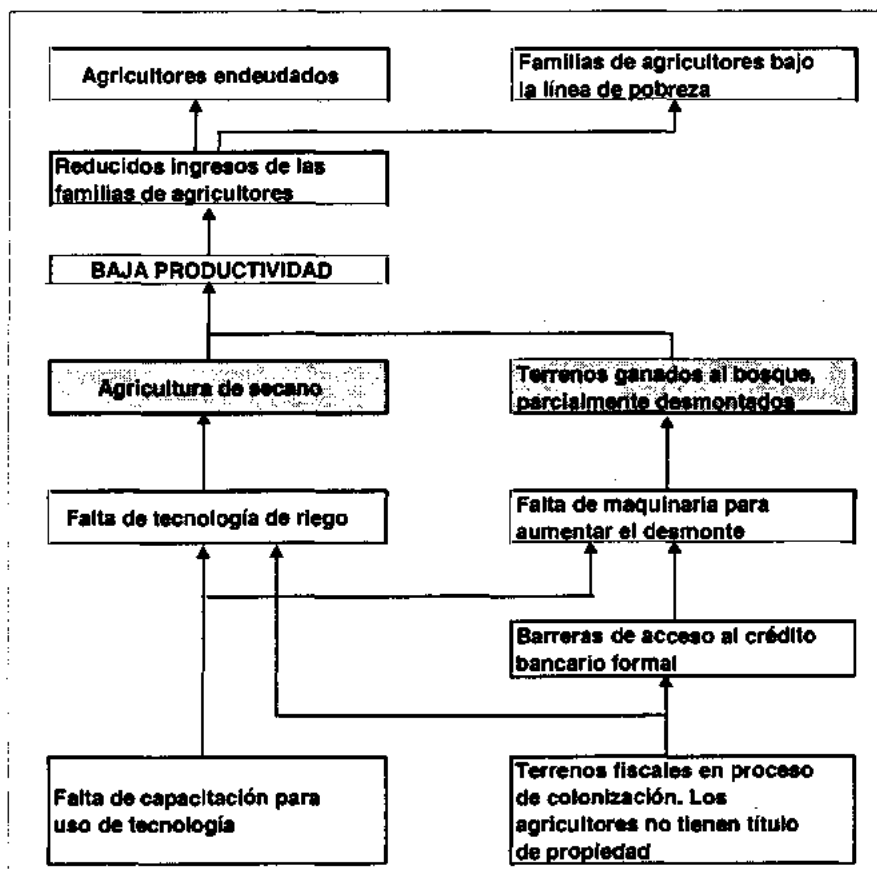 Agricultores endeudados
Familias de agricultores bajo
la línea de pobreza
Reducidos ingresos de las
familias de agricultores
BAJA PRODUCTIVIDAD
Agricultura de secano
Terrenos ganados al bosque,
parcialmente desmontados
Falta de tecnología de riego
Falta de maquinaria para
aumentar el desmonte
Barreras de acceso al crédito
bancario formal
Falta de capacitación para
uso de tecnología
Terrenos fiscales en proceso
de colonización. Los
agricultores no tienen título
de propiedad